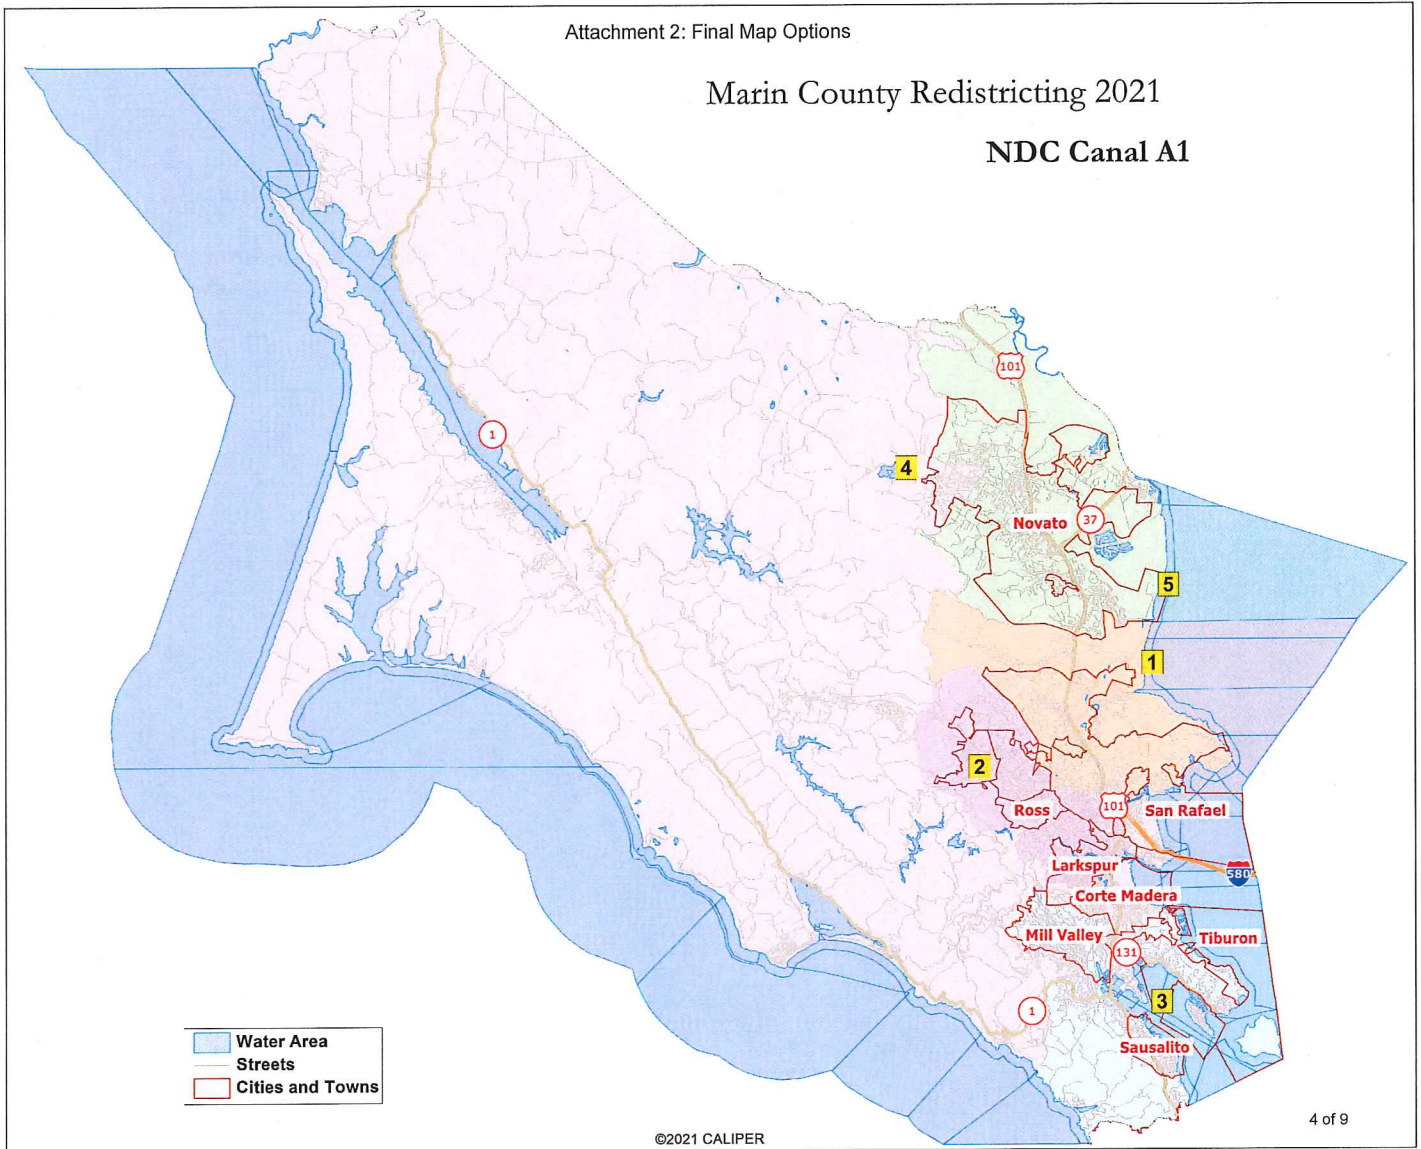 Attachment 2: Final Map Options
Marin County Redistricting 2021
NDC Canal A1
101
1
4
Novato
37
5
1
2
Ross
101
San Rafael
Larkspur
580
Corte Madera
Mill Valley
Tiburon
131
3
1
Sausalito
Water Area
Streets
Cities and Towns
4 of 9
©2021 CALIPER